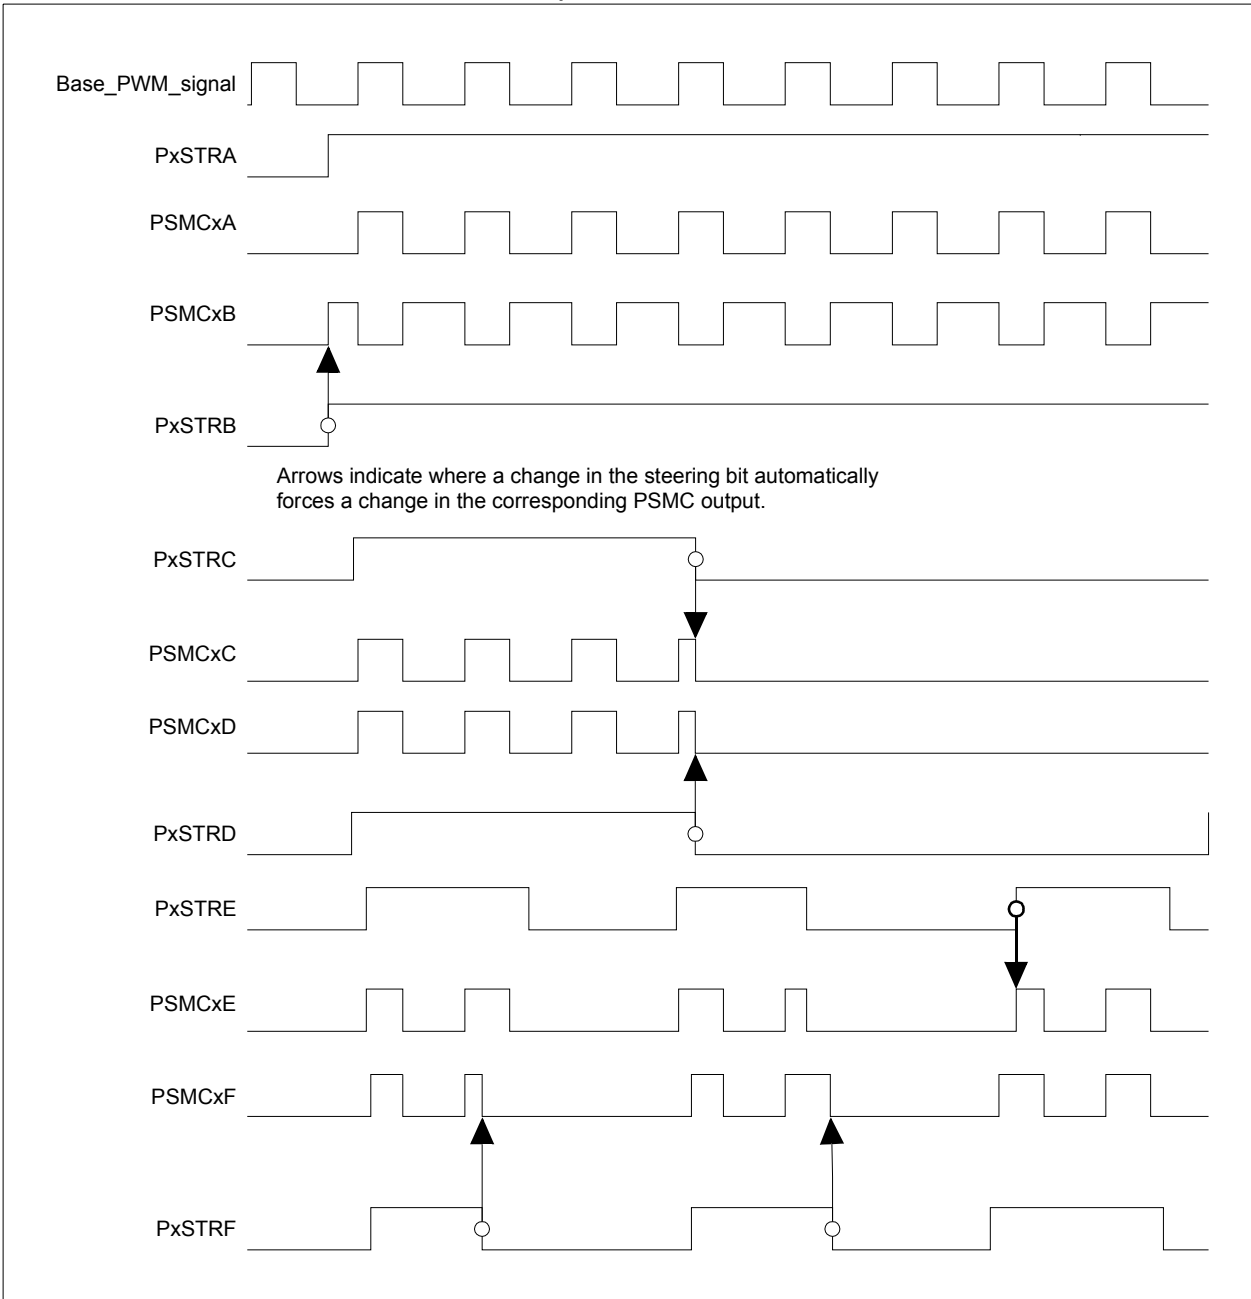 Base_PWM_signal
PxSTRA
PSMCxA
PSMCxB
PxSTRB
Arrows indicate where a change in the steering bit automatically
forces a change in the corresponding PSMC output.
PxSTRC
PSMCxC
PSMCxD
PxSTRD
PxSTRE
PSMCxE
PSMCxF
PxSTRF